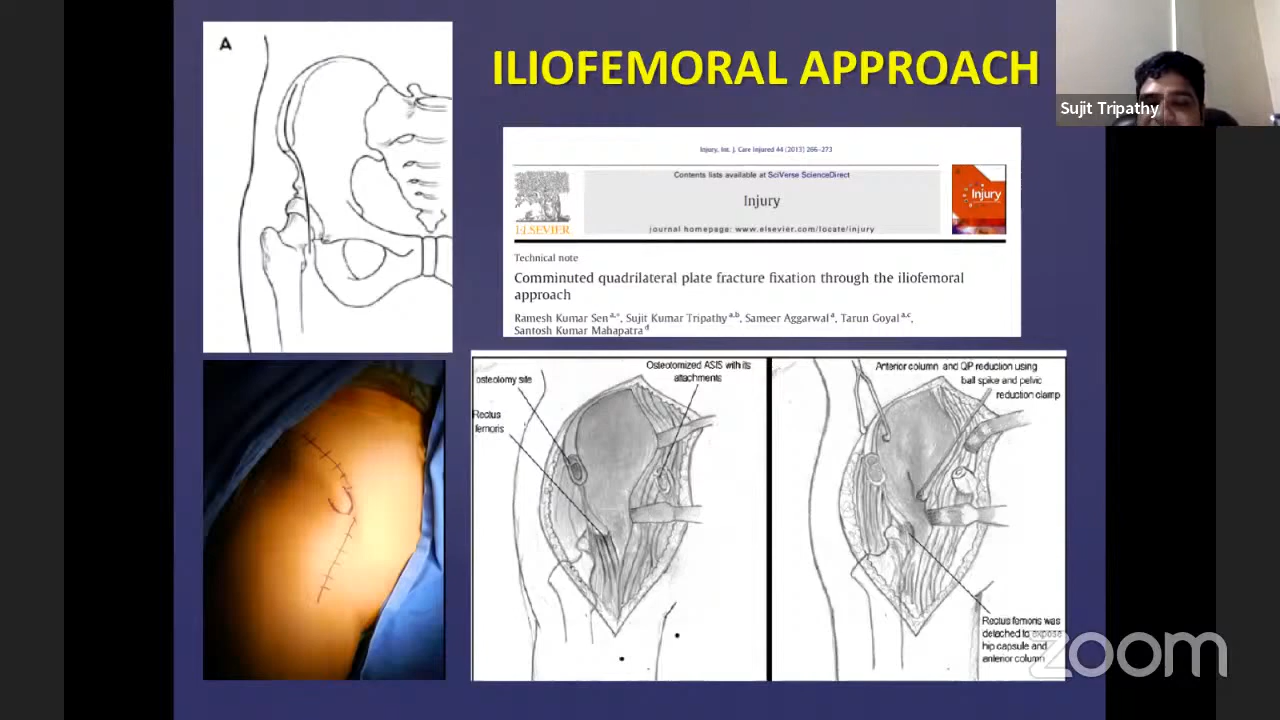 A
ILIOFEMORAL APPROACH
Sujit Tripathy
Injury, Int. J. Care Injured 44 (2013) 266–273
Contents lists available at SciVerse ScienceDirect
Injury
journal homepage: www.elsevier.com/locate/injury
ELSEVIER
Injury
Technical note
Comminuted quadrilateral plate fracture fixation through the iliofemoral
approach
Ramesh Kumar Sen a,*, Sujit Kumar Tripathy a,b, Sameer Aggarwal a, Tarun Goyal a,c,
Santosh Kumar Mahapatra d
osteotomy site
Osteotomized ASIS with its
attachments
Rectus
femoris
Anterior column and QP reduction using
ball spike and pelvic
reduction clamp
Rectus femoris was
detached to expose
hip capsule and
anterior column
zoom